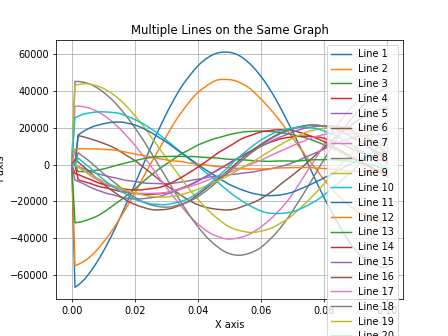 Multiple Lines on the Same Graph
60000
40000
20000
0
−20000
−40000
−60000
0.00
0.02
0.04
0.06
X axis
Line 1
Line 2
Line 3
Line 4
Line 5
Line 6
Line 7
Line 8
Line 9
Line 10
Line 11
Line 12
Line 13
Line 14
Line 15
Line 16
Line 17
Line 18
Line 19